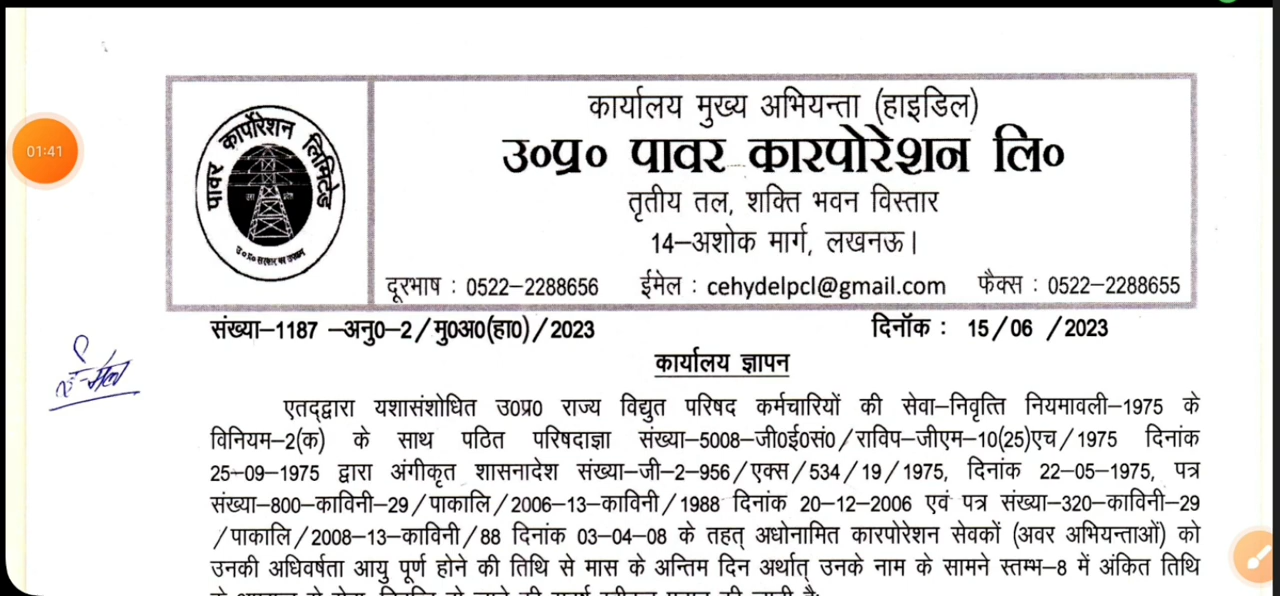 01:41
पावर कार्पोरेशन लिमिटेड
उ०प्र० सरकार का उपक्रम
कार्यालय मुख्य अभियन्ता (हाइडिल)
उ०प्र० पावर कारपोरेशन लि०
तृतीय तल, शक्ति भवन विस्तार
14–अशोक मार्ग, लखनऊ।
दूरभाष : 0522–2288656 ईमेल : cehydelpcl@gmail.com फैक्स : 0522–2288655
संख्या–1187 –अनु0–2/मु0अ0(हा0)/2023 दिनॉक : 15/06 /2023
ई-मेल
कार्यालय ज्ञापन
एतद्द्वारा यशासंशोधित उ0प्र0 राज्य विद्युत परिषद कर्मचारियों की सेवा–निवृत्ति नियमावली–1975 के
विनियम–2(क) के साथ पठित परिषदाज्ञा संख्या–5008–जी0ई0सं0/राविप–जीएम–10(25)एच/1975 दिनांक
25–09–1975 द्वारा अंगीकृत शासनादेश संख्या–जी–2–956/एक्स/534/19/1975, दिनांक 22–05–1975, पत्र
संख्या–800–काविनी–29/पाकालि/2006–13–काविनी/1988 दिनांक 20–12–2006 एवं पत्र संख्या–320–काविनी–29
/पाकालि/2008–13–काविनी/88 दिनांक 03–04–08 के तहत अधोनामित कारपोरेशन सेवकों (अवर अभियन्ताओं) को
उनकी अधिवर्षता आयु पूर्ण होने की तिथि से मास के अन्तिम दिन अर्थात् उनके नाम के सामने स्तम्भ–8 में अंकित तिथि